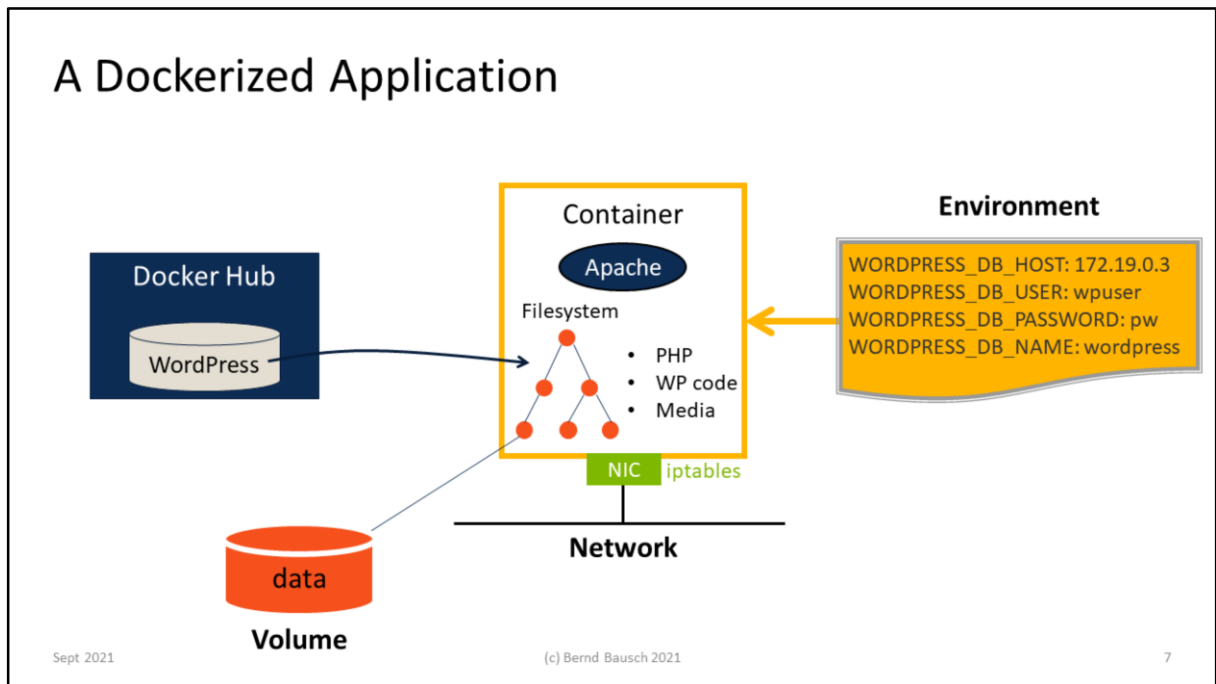 A Dockerized Application
Docker Hub
WordPress
Container
Apache
Filesystem
• PHP
• WP code
• Media
NIC
iptables
Network
data
Volume
Environment
WORDPRESS_DB_HOST: 172.19.0.3
WORDPRESS_DB_USER: wpuser
WORDPRESS_DB_PASSWORD: pw
WORDPRESS_DB_NAME: wordpress
Sept 2021
(c) Bernd Bausch 2021
7